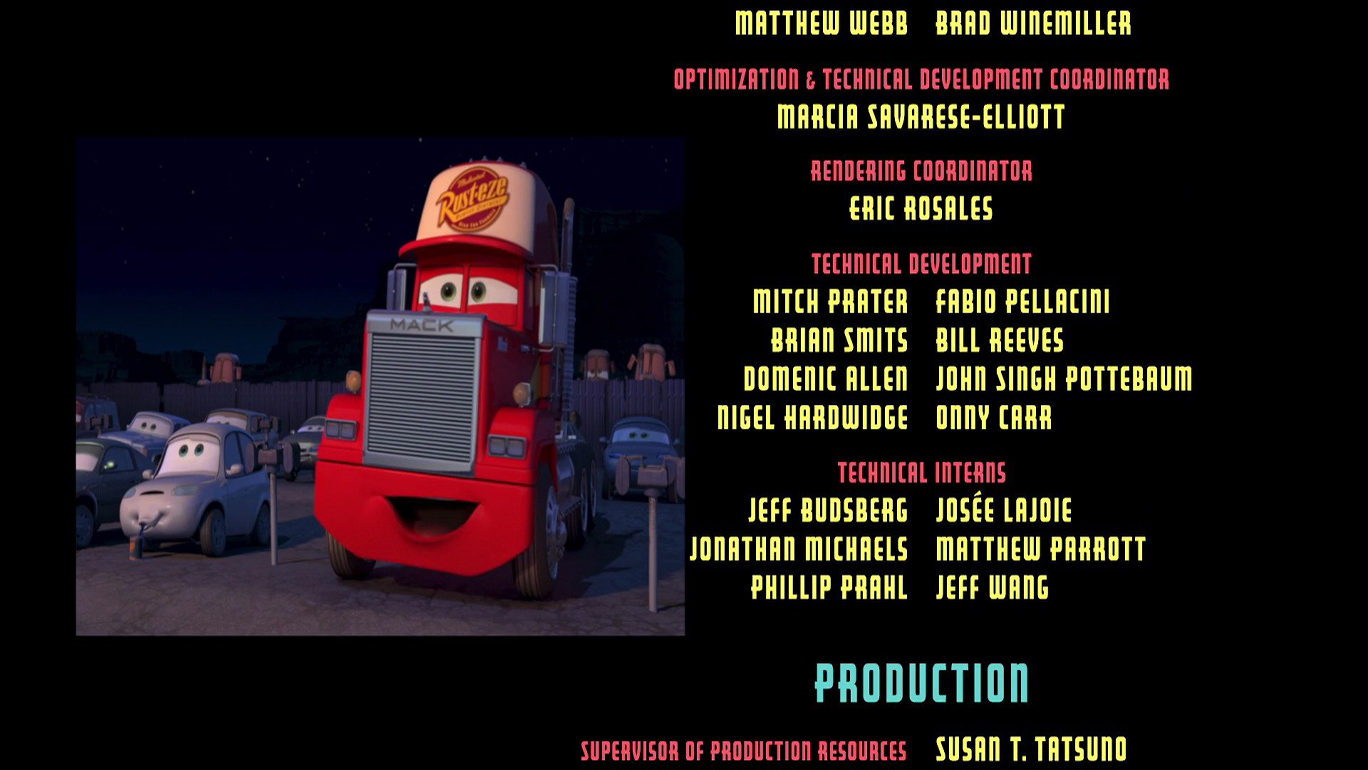 MATTHEW WEBB BRAD WINEMILLER
OPTIMIZATION & TECHNICAL DEVELOPMENT COORDINATOR
MARCIA SAVARESE-ELLIOTT
RENDERING COORDINATOR
ERIC ROSALES
TECHNICAL DEVELOPMENT
MITCH PRATER FABIO PELLACINI
BRIAN SMITS BILL REEVES
DOMENIC ALLEN JOHN SINGH POTTEBAUM
NIGEL HARDWIDGE ONNY CARR
TECHNICAL INTERNS
JEFF BUDSBERG JOSÉE LAJOIE
JONATHAN MICHAELS MATTHEW PARROTT
PHILLIP PRAHL JEFF WANG
PRODUCTION
SUPERVISOR OF PRODUCTION RESOURCES SUSAN T. TATSUNO
Rust-eze
MACK